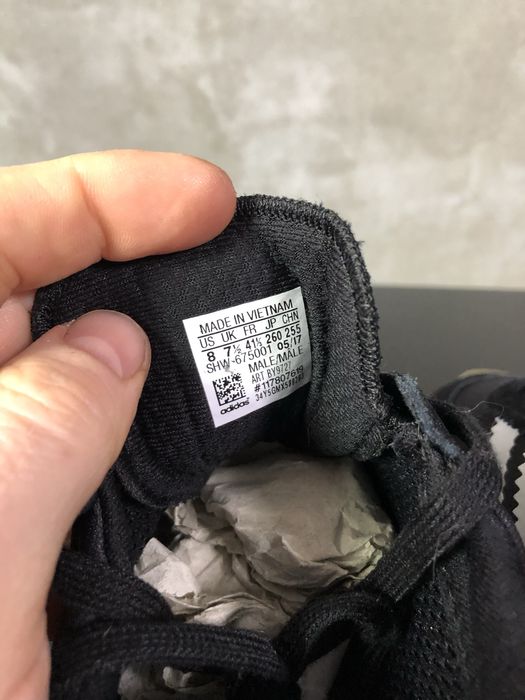 MADE IN VIETNAM
US UK FR JP CHN
8 7½ 41⅓ 260 255
SHW-675001 05/17
MALE/MALE
ART BY9727
#117807619
adidas